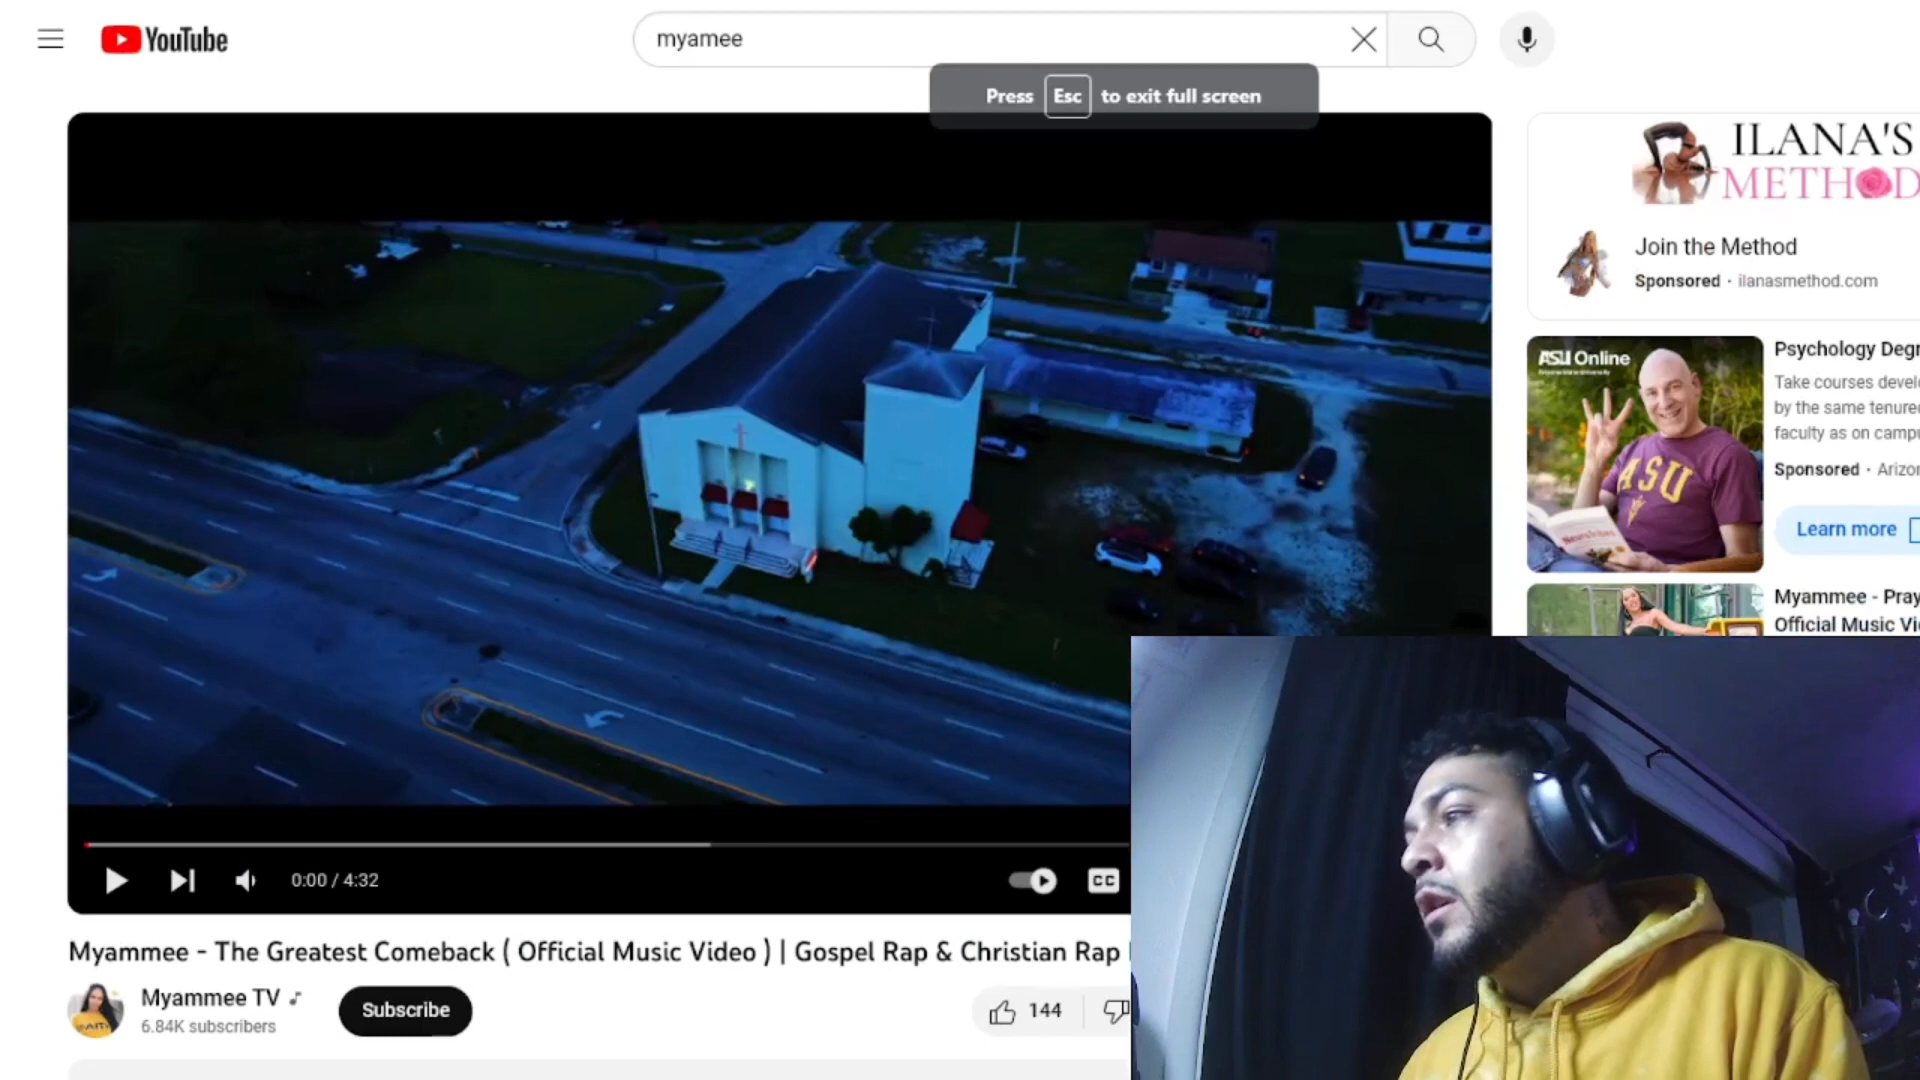 YouTube
myamee
Press Esc to exit full screen
ILANA'S
METHOD
Join the Method
Sponsored · ilanasmethod.com
ASU Online
Psychology Degr
Take courses devel
by the same tenure
faculty as on camp
Sponsored · Arizo
ASU
Learn more
Myammee - Pray
Official Music Vi
0:00 / 4:32
CC
Myammee - The Greatest Comeback ( Official Music Video ) | Gospel Rap & Christian Rap
Myammee TV
6.84K subscribers
Subscribe
144